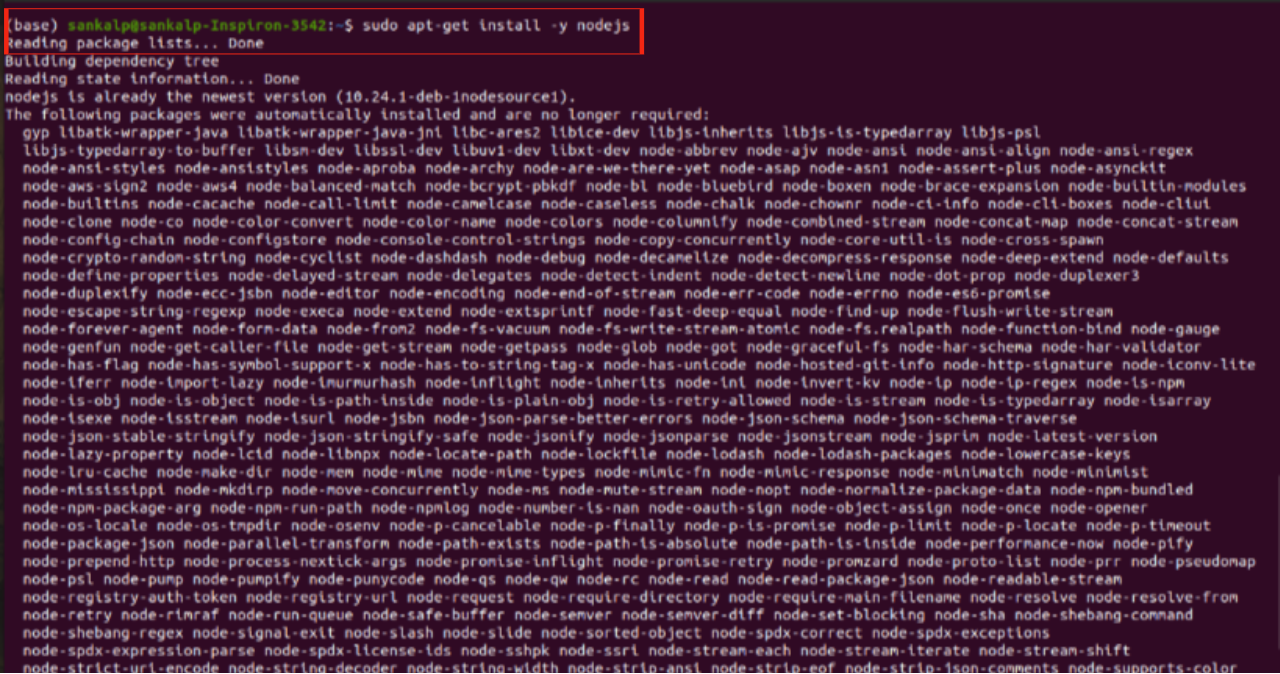 (base) sankalp@sankalp-Inspiron-3542:~$ sudo apt-get install -y nodejs
Reading package lists... Done
Building dependency tree
Reading state information... Done
nodejs is already the newest version (10.24.1-deb-1nodesource1).
The following packages were automatically installed and are no longer required:
gyp libatk-wrapper-java libatk-wrapper-java-jni libc-ares2 libice-dev libjs-inherits libjs-is-typedarray libjs-psl
libjs-typedarray-to-buffer libsm-dev libssl-dev libuv1-dev libxt-dev node-abbrev node-ajv node-ansi node-ansi-align node-ansi-regex
node-ansi-styles node-ansistyles node-aproba node-archy node-are-we-there-yet node-asap node-asn1 node-assert-plus node-asynckit
node-aws-sign2 node-aws4 node-balanced-match node-bcrypt-pbkdf node-bl node-bluebird node-boxen node-brace-expansion node-builtin-modules
node-builtins node-cacache node-call-limit node-camelcase node-caseless node-chalk node-chownr node-ci-info node-cli-boxes node-cliui
node-clone node-co node-color-convert node-color-name node-colors node-columnify node-combined-stream node-concat-map node-concat-stream
node-config-chain node-configstore node-console-control-strings node-copy-concurrently node-core-util-is node-cross-spawn
node-crypto-random-string node-cyclist node-dashdash node-debug node-decamelize node-decompress-response node-deep-extend node-defaults
node-define-properties node-delayed-stream node-delegates node-detect-indent node-detect-newline node-dot-prop node-duplexer3
node-duplexify node-ecc-jsbn node-editor node-encoding node-end-of-stream node-err-code node-errno node-es6-promise
node-escape-string-regexp node-execa node-extend node-extsprintf node-fast-deep-equal node-find-up node-flush-write-stream
node-forever-agent node-form-data node-from2 node-fs-vacuum node-fs-write-stream-atomic node-fs.realpath node-function-bind node-gauge
node-genfun node-get-caller-file node-get-stream node-getpass node-glob node-got node-graceful-fs node-har-schema node-har-validator
node-has-flag node-has-symbol-support-x node-has-to-string-tag-x node-has-unicode node-hosted-git-info node-http-signature node-iconv-lite
node-iferr node-import-lazy node-imurmurhash node-inflight node-inherits node-ini node-invert-kv node-ip node-ip-regex node-is-npm
node-is-obj node-is-object node-is-path-inside node-is-plain-obj node-is-retry-allowed node-is-stream node-is-typedarray node-isarray
node-isexe node-isstream node-isurl node-jsbn node-json-parse-better-errors node-json-schema node-json-schema-traverse
node-json-stable-stringify node-json-stringify-safe node-jsonify node-jsonparse node-jsonstream node-jsprim node-latest-version
node-lazy-property node-lcid node-libnpx node-locate-path node-lockfile node-lodash node-lodash-packages node-lowercase-keys
node-lru-cache node-make-dir node-mem node-mime node-mime-types node-mimic-fn node-mimic-response node-minimatch node-minimist
node-mississippi node-mkdirp node-move-concurrently node-ms node-mute-stream node-nopt node-normalize-package-data node-npm-bundled
node-npm-package-arg node-npm-run-path node-npmlog node-number-is-nan node-oauth-sign node-object-assign node-once node-opener
node-os-locale node-os-tmpdir node-osenv node-p-cancelable node-p-finally node-p-is-promise node-p-limit node-p-locate node-p-timeout
node-package-json node-parallel-transform node-path-exists node-path-is-absolute node-path-is-inside node-performance-now node-pify
node-prepend-http node-process-nextick-args node-promise-inflight node-promise-retry node-promzard node-proto-list node-prr node-pseudomap
node-psl node-pump node-pumpify node-punycode node-qs node-qw node-rc node-read node-read-package-json node-readable-stream
node-registry-auth-token node-registry-url node-request node-require-directory node-require-main-filename node-resolve node-resolve-from
node-retry node-rimraf node-run-queue node-safe-buffer node-semver node-semver-diff node-set-blocking node-sha node-shebang-command
node-shebang-regex node-signal-exit node-slash node-slide node-sorted-object node-spdx-correct node-spdx-exceptions
node-spdx-expression-parse node-spdx-license-ids node-sshpk node-ssri node-stream-each node-stream-iterate node-stream-shift
node-strict-uri-encode node-string-decoder node-string-width node-strip-ansi node-strip-eof node-strip-json-comments node-supports-color